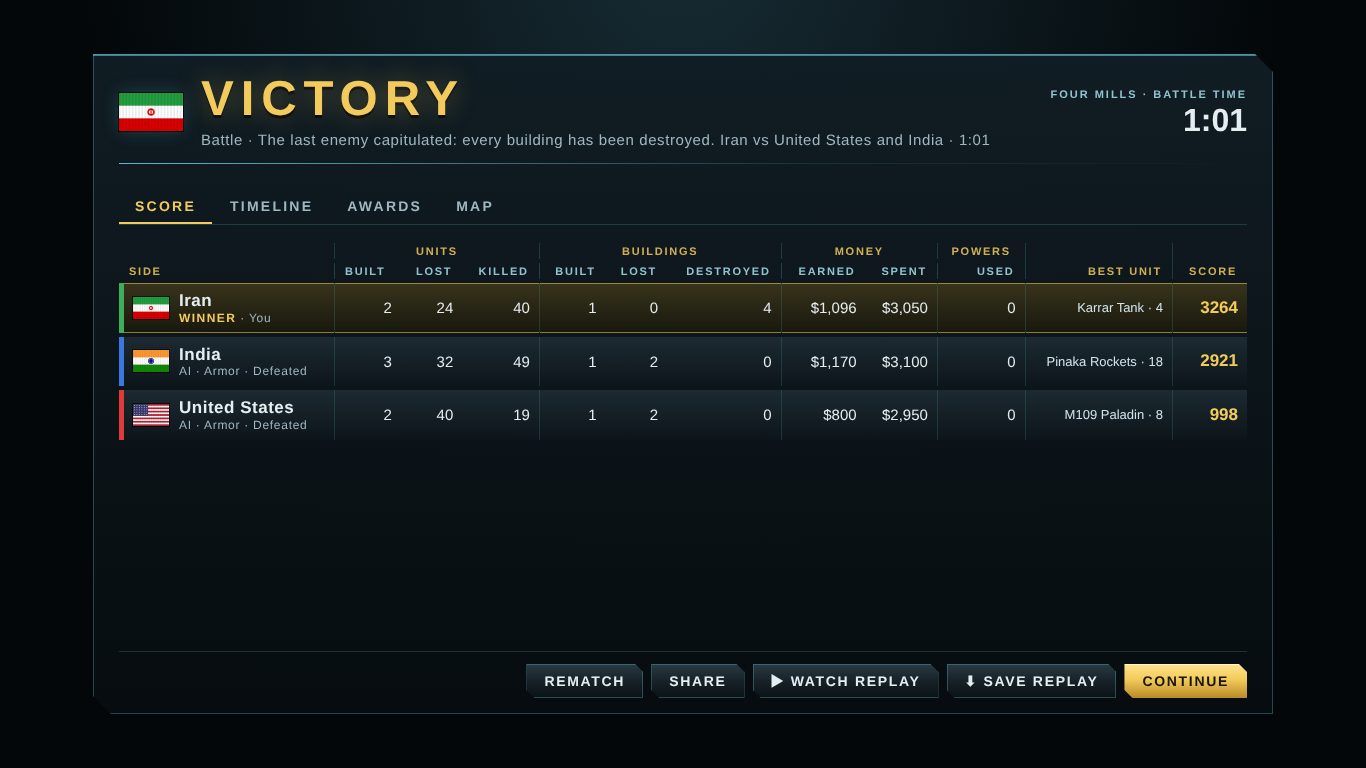 VICTORY
Battle · The last enemy capitulated: every building has been destroyed. Iran vs United States and India · 1:01
FOUR MILLS · BATTLE TIME
1:01
SCORE TIMELINE AWARDS MAP
UNITS BUILDINGS MONEY POWERS
SIDE BUILT LOST KILLED BUILT LOST DESTROYED EARNED SPENT USED BEST UNIT SCORE
Iran
WINNER · You
2 24 40 1 0 4 $1,096 $3,050 0 Karrar Tank · 4 3264
India
AI · Armor · Defeated
3 32 49 1 2 0 $1,170 $3,100 0 Pinaka Rockets · 18 2921
United States
AI · Armor · Defeated
2 40 19 1 2 0 $800 $2,950 0 M109 Paladin · 8 998
REMATCH SHARE ▶ WATCH REPLAY ⬇ SAVE REPLAY CONTINUE